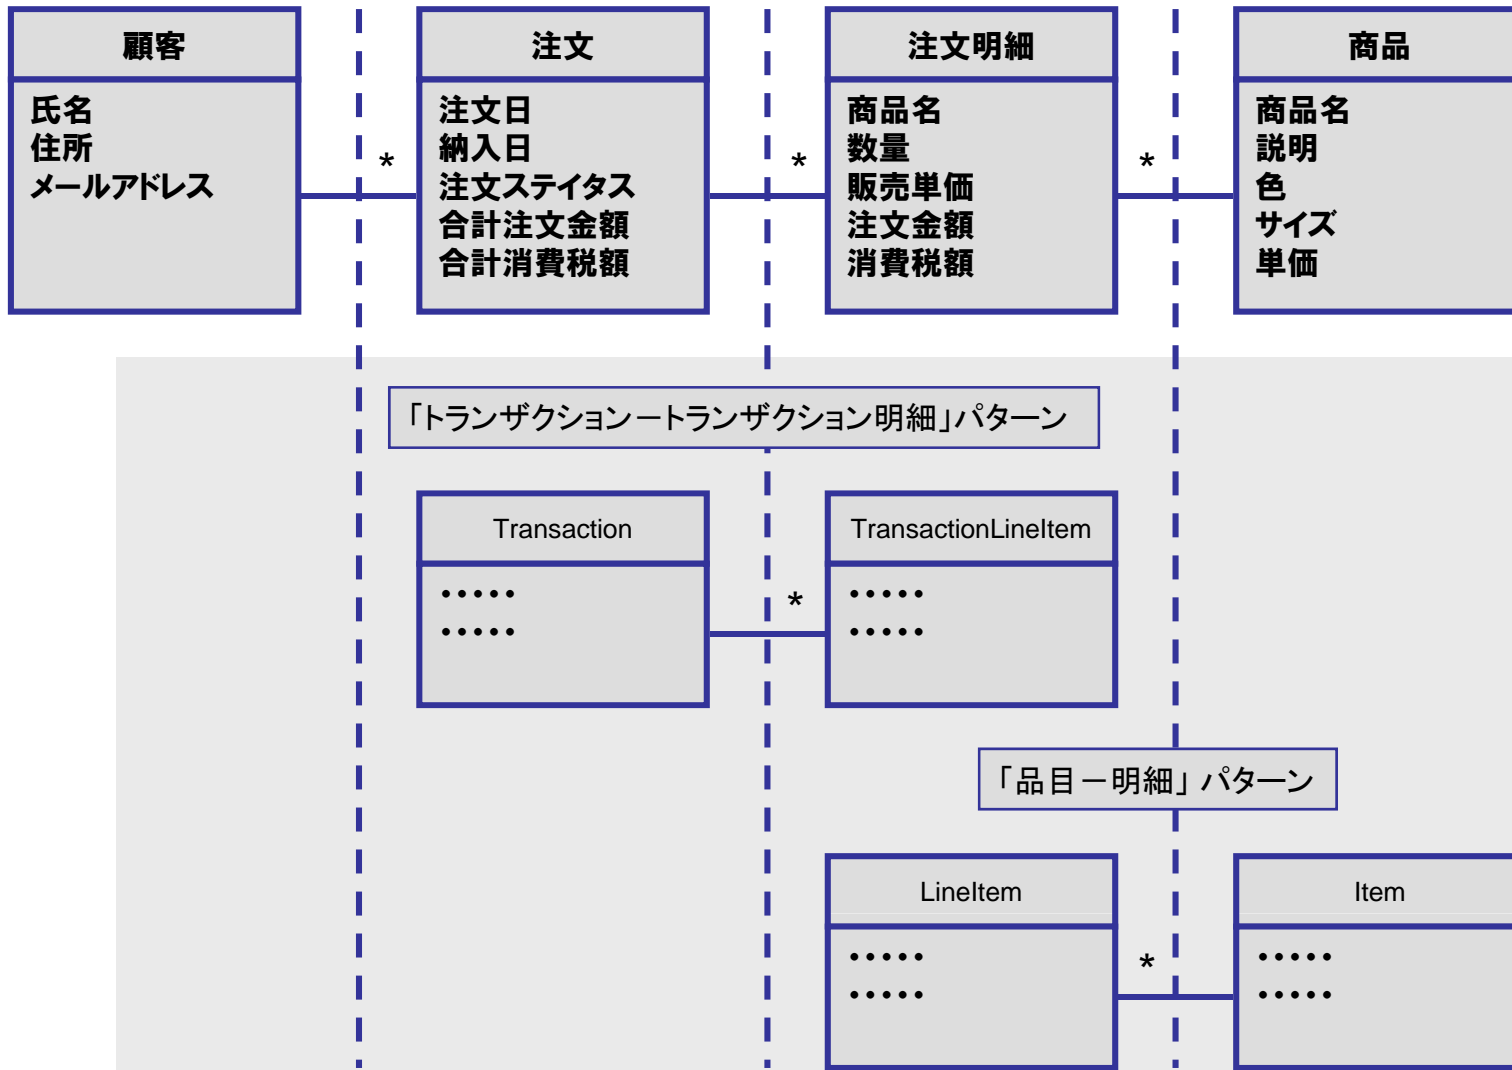 顧客
氏名
住所
メールアドレス
*
注文
注文日
納入日
注文ステイタス
合計注文金額
合計消費税額
*
注文明細
商品名
数量
販売単価
注文金額
消費税額
*
商品
商品名
説明
色
サイズ
単価
「トランザクション－トランザクション明細」パターン
Transaction
・・・・・
・・・・・
*
TransactionLineItem
・・・・・
・・・・・
「品目－明細」パターン
LineItem
・・・・・
・・・・・
*
Item
・・・・・
・・・・・